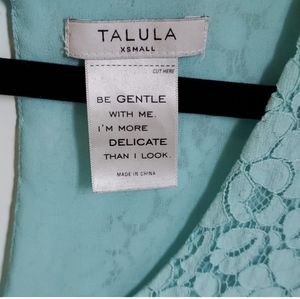 TALULA
XSMALL
CUT HERE
BE GENTLE
WITH ME.
I'M MORE
DELICATE
THAN I LOOK.
MADE IN CHINA